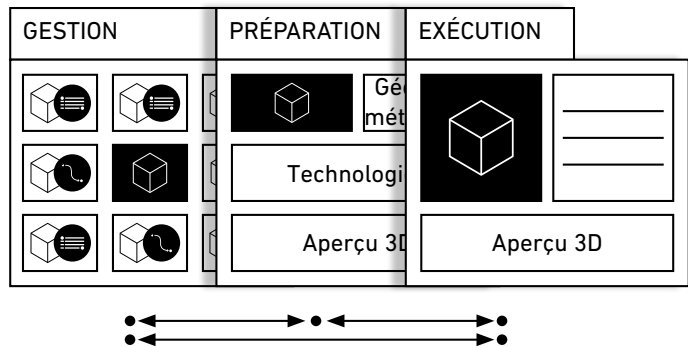 GESTION
PRÉPARATION
EXÉCUTION
Technologi
Aperçu 3D
Aperçu 3D